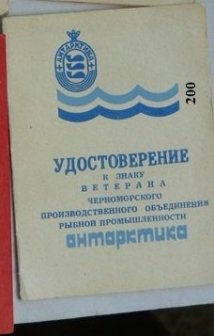 АНТАРКТИКА
200
УДОСТОВЕРЕНИЕ
К ЗНАКУ
ВЕТЕРАНА
ЧЕРНОМОРСКОГО
ПРОИЗВОДСТВЕННОГО ОБЪЕДИНЕНИЯ
РЫБНОЙ ПРОМЫШЛЕННОСТИ
антарктика